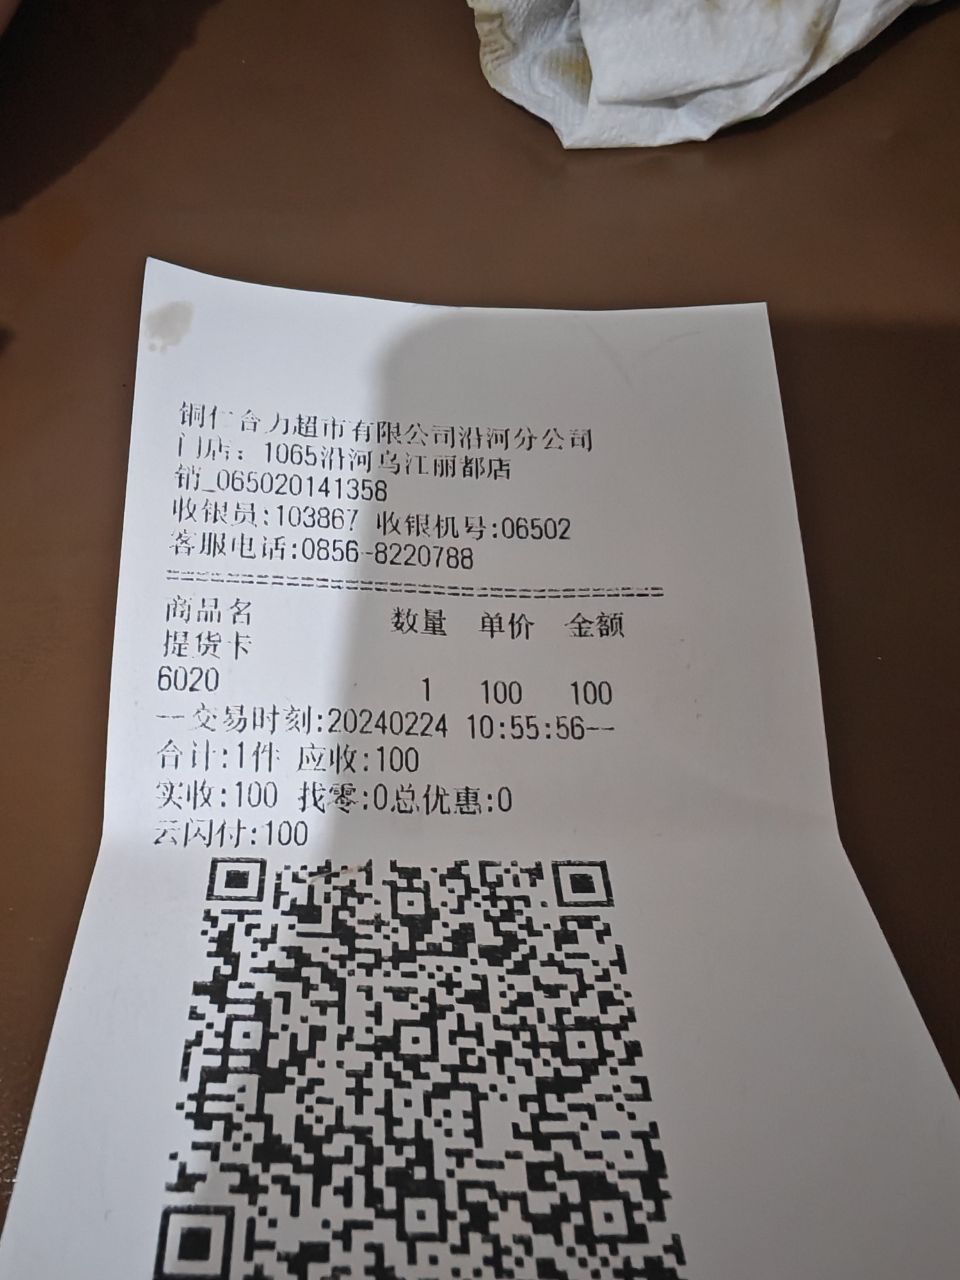 铜仁合力超市有限公司沿河分公司
门店：1065沿河乌江丽都店
销_065020141358
收银员:103867 收银机号:06502
客服电话:0856-8220788
商品名 数量 单价 金额
提货卡
6020 1 100 100
--交易时刻:20240224 10:55:56--
合计:1件 应收:100
实收:100 找零:0总优惠:0
云闪付:100